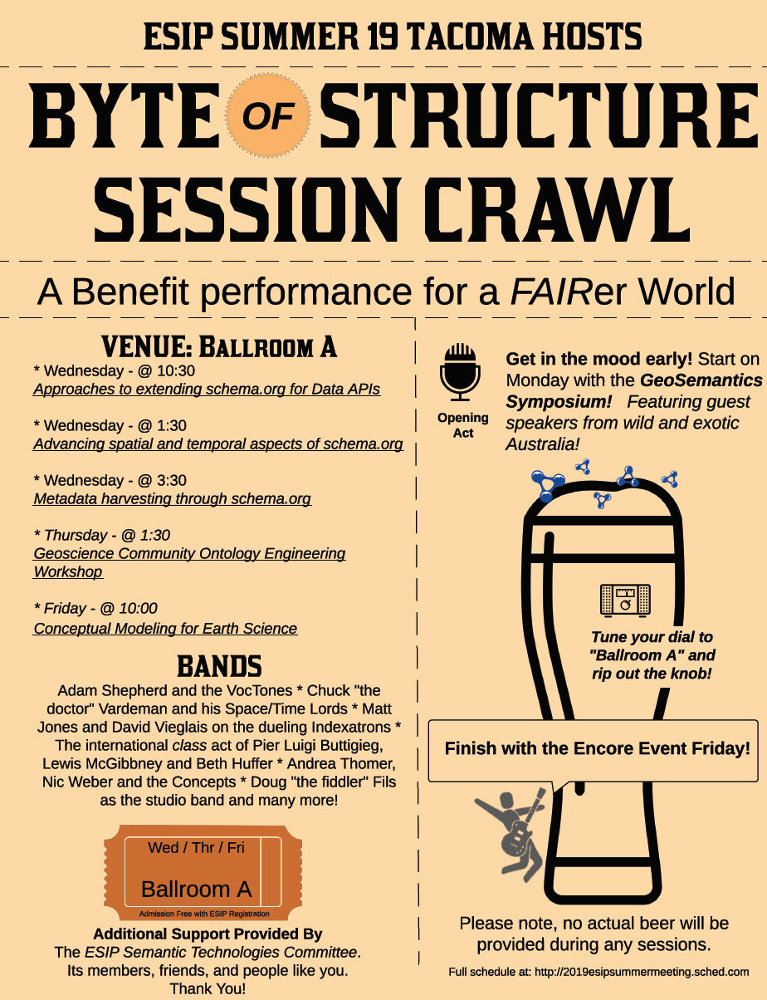 ESIP SUMMER 19 TACOMA HOSTS
BYTE OF STRUCTURE
SESSION CRAWL
A Benefit performance for a FAIRer World
VENUE: BALLROOM A
* Wednesday - @ 10:30
Approaches to extending schema.org for Data APIs
* Wednesday - @ 1:30
Advancing spatial and temporal aspects of schema.org
* Wednesday - @ 3:30
Metadata harvesting through schema.org
* Thursday - @ 1:30
Geoscience Community Ontology Engineering
Workshop
* Friday - @ 10:00
Conceptual Modeling for Earth Science
BANDS
Adam Shepherd and the VocTones * Chuck "the
doctor" Vardeman and his Space/Time Lords * Matt
Jones and David Vieglais on the dueling Indexatrons *
The international class act of Pier Luigi Buttigieg,
Lewis McGibbney and Beth Huffer * Andrea Thomer,
Nic Weber and the Concepts * Doug "the fiddler" Fils
as the studio band and many more!
Wed / Thr / Fri
Ballroom A
Admission Free with ESIP Registration
Additional Support Provided By
The ESIP Semantic Technologies Committee.
Its members, friends, and people like you.
Thank You!
Opening
Act
Get in the mood early! Start on
Monday with the GeoSemantics
Symposium! Featuring guest
speakers from wild and exotic
Australia!
Tune your dial to
"Ballroom A" and
rip out the knob!
Finish with the Encore Event Friday!
Please note, no actual beer will be
provided during any sessions.
Full schedule at: http://2019esipsummermeeting.sched.com